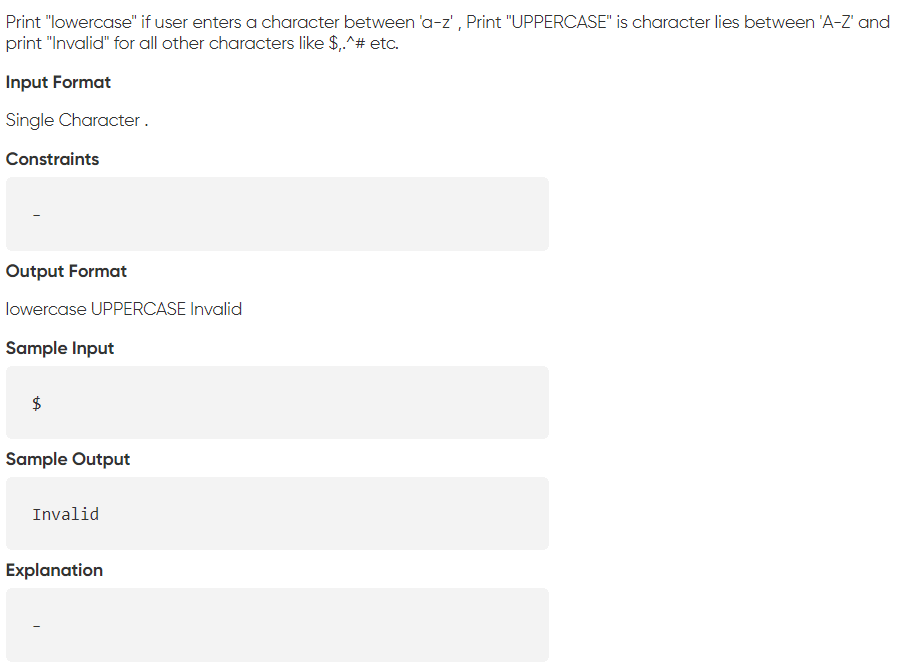 Print "lowercase" if user enters a character between 'a-z' , Print "UPPERCASE" is character lies between 'A-Z' and
print "Invalid" for all other characters like $,.^# etc.
Input Format
Single Character .
Constraints
-
Output Format
lowercase UPPERCASE Invalid
Sample Input
$
Sample Output
Invalid
Explanation
-